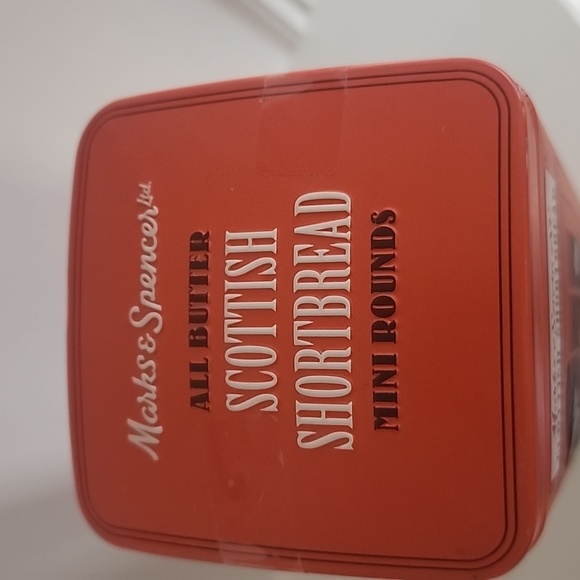 Marks & Spencer Ltd.
ALL BUTTER
SCOTTISH
SHORTBREAD
MINI ROUNDS